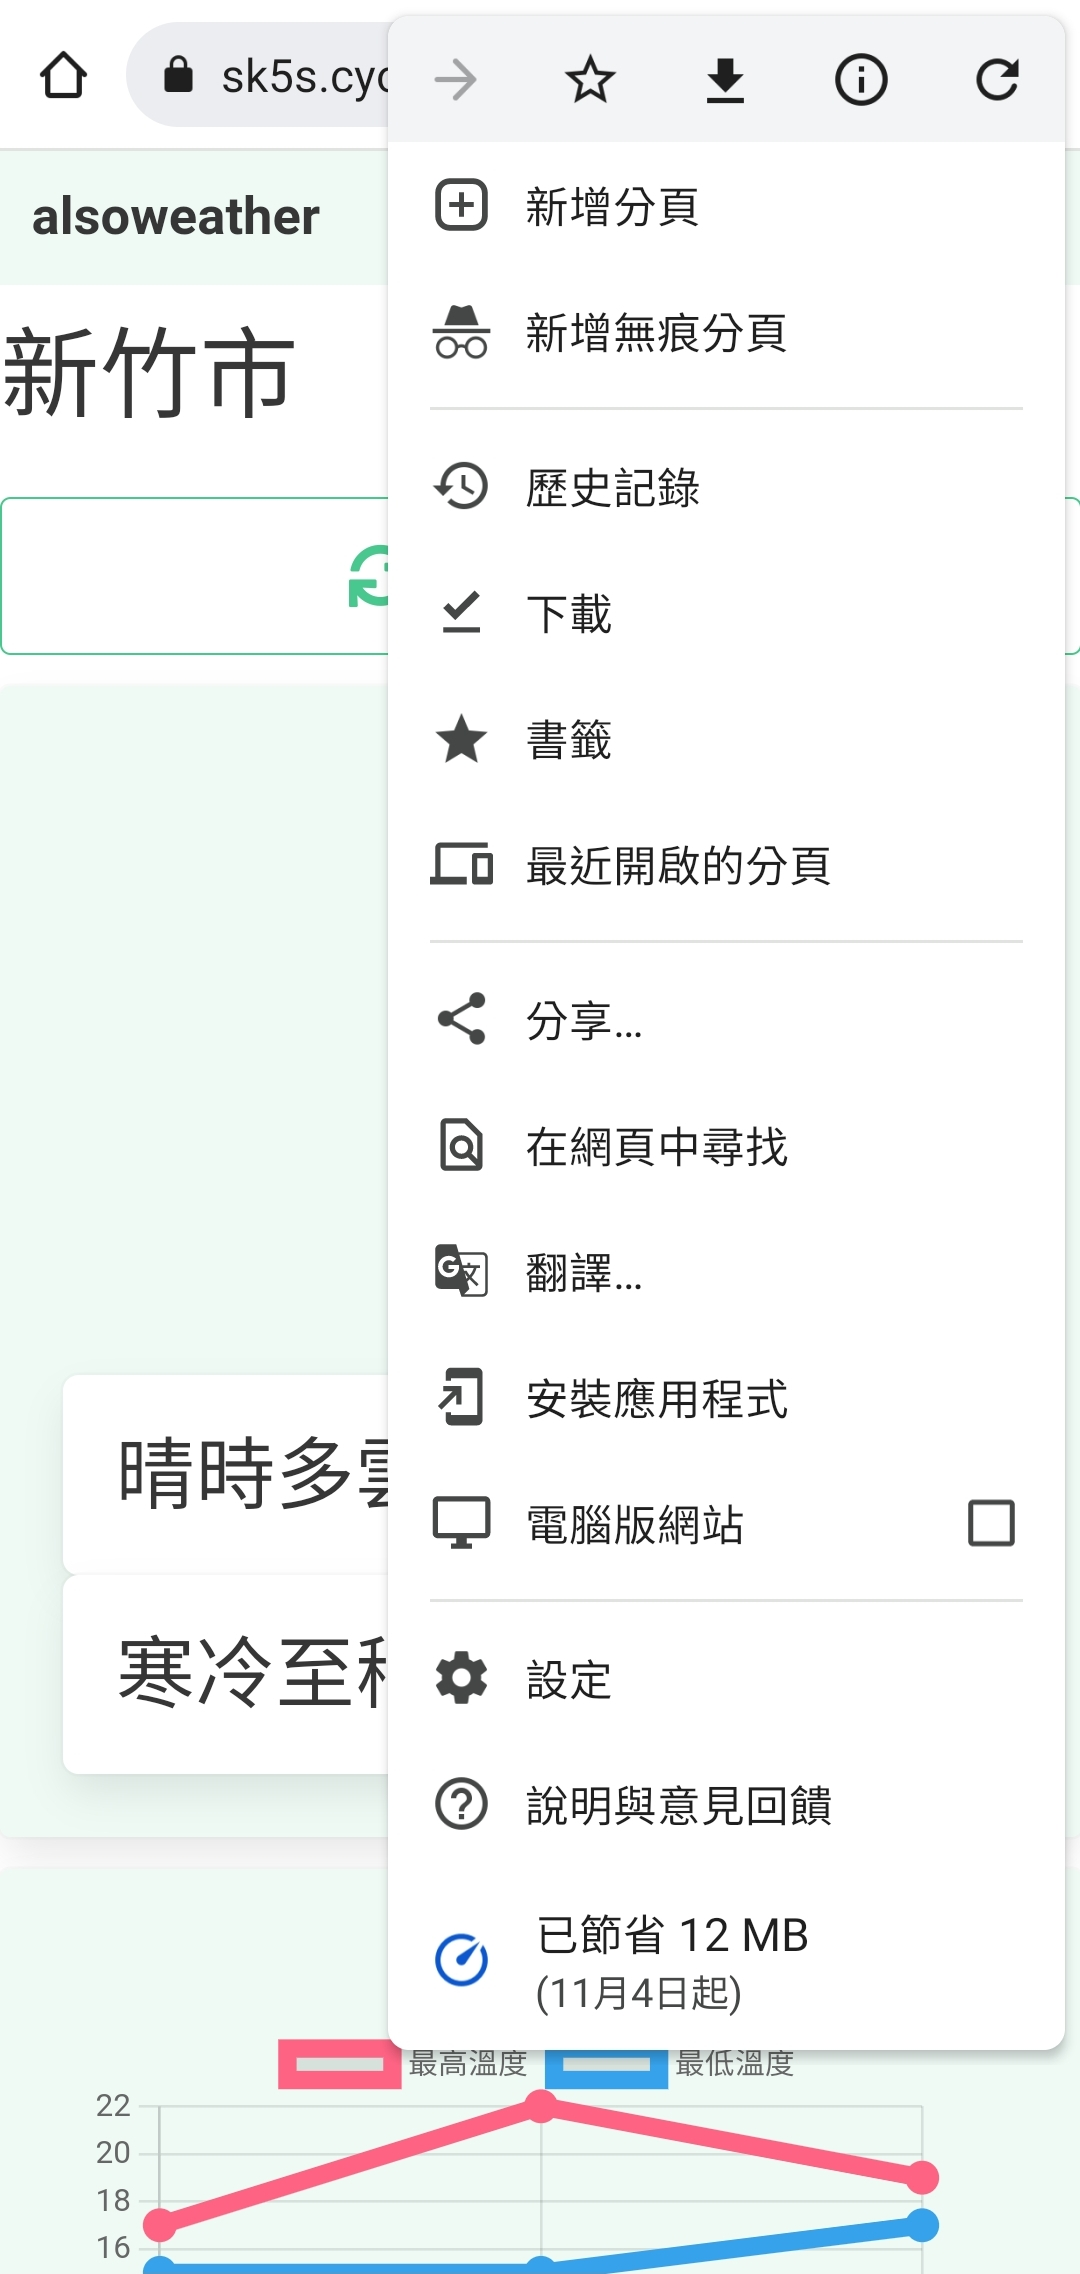 sk5s.cyc
alsoweather
新竹市
新增分頁
新增無痕分頁
歷史記錄
下載
書籤
最近開啟的分頁
分享...
在網頁中尋找
翻譯...
安裝應用程式
電腦版網站
設定
說明與意見回饋
已節省 12 MB
(11月4日起)
晴時多雲
寒冷至
最高溫度 最低溫度
22
20
18
16